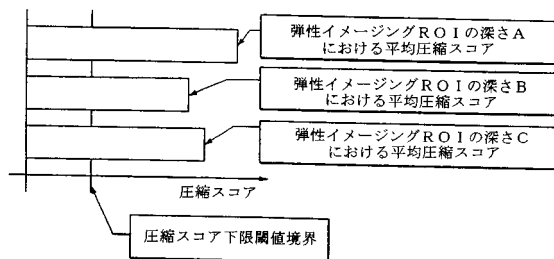 弾性イメージングＲＯＩの深さＡ
における平均圧縮スコア
弾性イメージングＲＯＩの深さＢ
における平均圧縮スコア
弾性イメージングＲＯＩの深さＣ
における平均圧縮スコア
圧縮スコア
圧縮スコア下限閾値境界